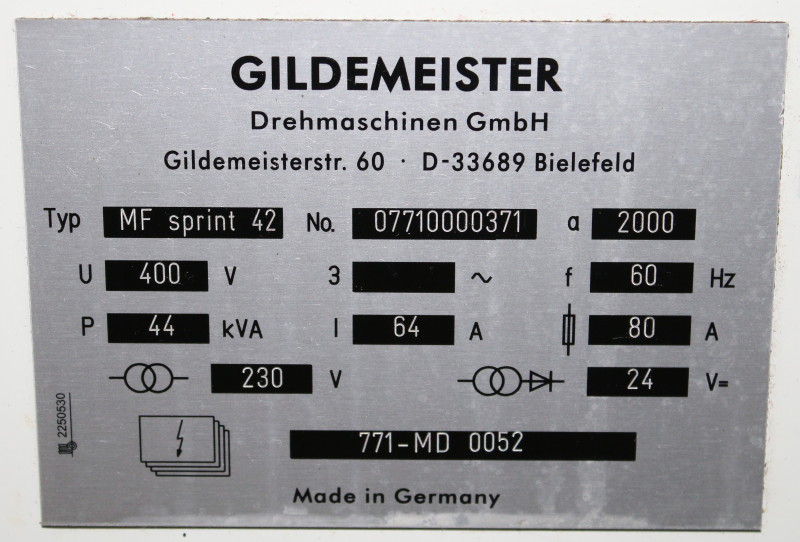 GILDEMEISTER
Drehmaschinen GmbH
Gildemeisterstr. 60 · D-33689 Bielefeld
Typ MF sprint 42 No. 07710000371 a 2000
U 400 V 3 ~ f 60 Hz
P 44 kVA I 64 A 80 A
230 V 24 V=
2250530
771-MD 0052
Made in Germany